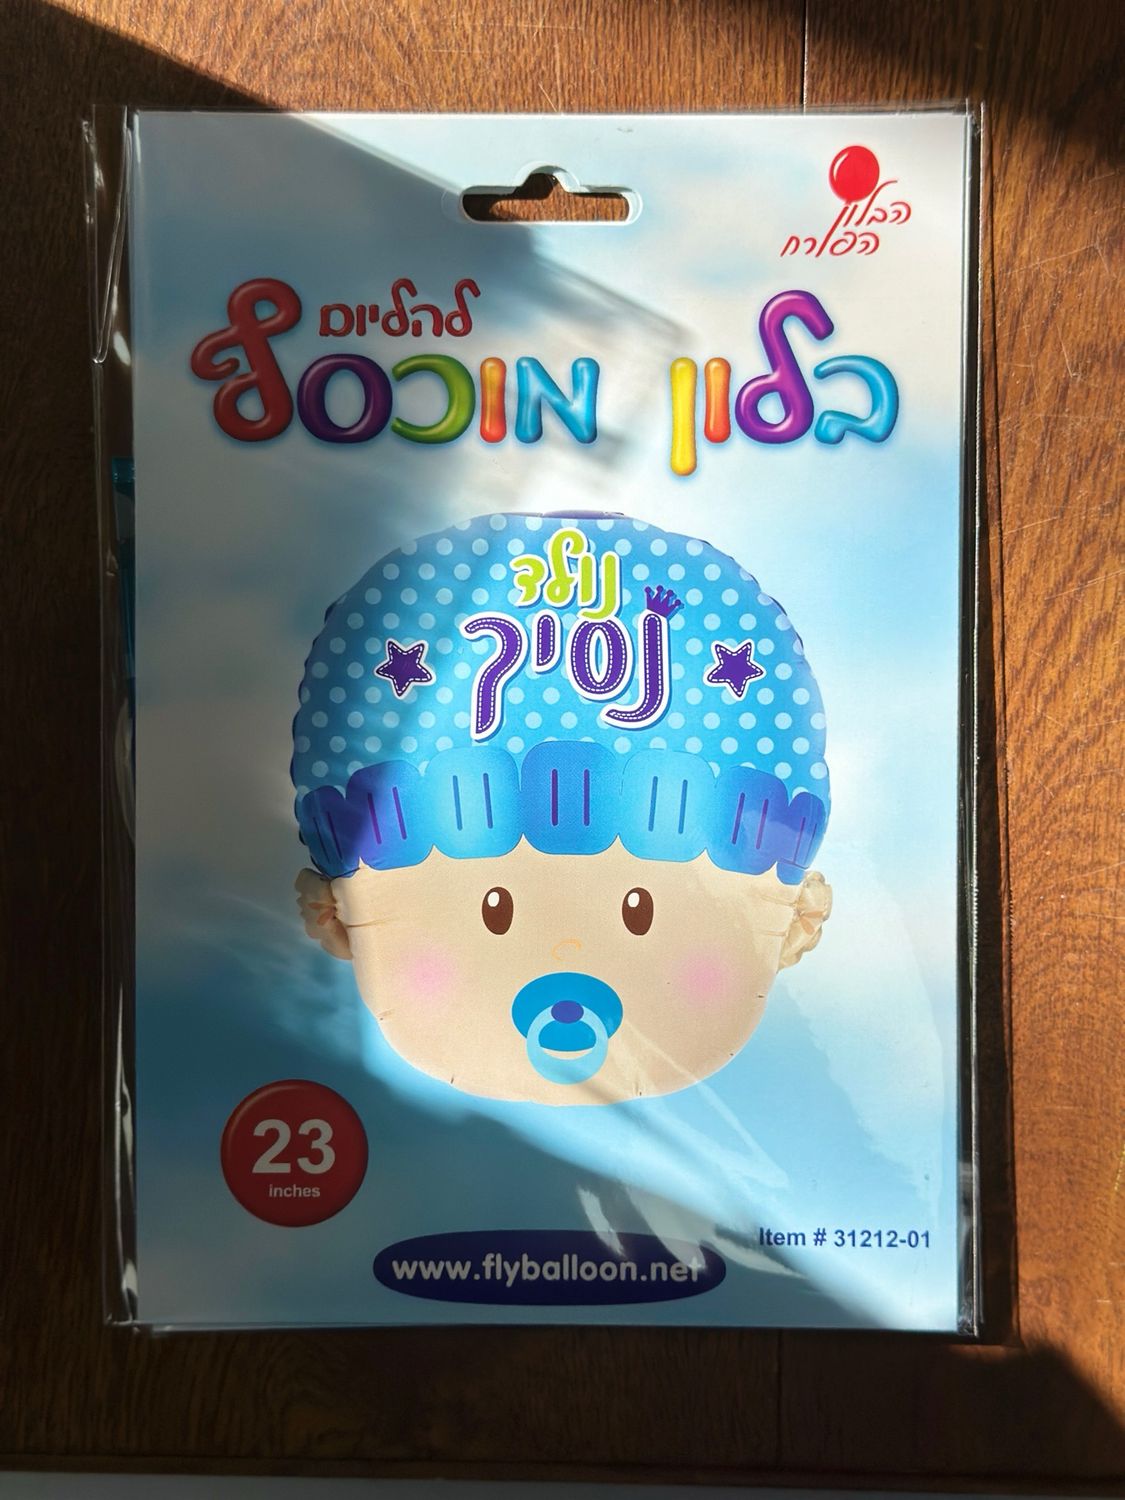 הבלון
הפורח
בלון מוכסף
להליום
נולד
נסיך
23
inches
Item # 31212-01
www.flyballoon.net